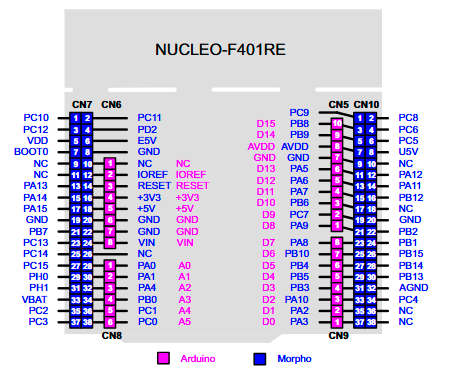 NUCLEO-F401RE
CN7 CN6 CN5 CN10
PC9 1 2 PC8
PC10 1 2 PC11 D15 PB8 10 3 4 PC6
PC12 3 4 PD2 D14 PB9 9 5 6 PC5
VDD 5 6 E5V AVDD AVDD 8 7 8 U5V
BOOT0 7 8 GND GND GND 7 9 10 NC
NC 9 10 1 NC NC D13 PA5 6 11 12 PA12
NC 11 12 2 IOREF IOREF D12 PA6 5 13 14 PA11
PA13 13 14 3 RESET RESET D11 PA7 4 15 16 PB12
PA14 15 16 4 +3V3 +3V3 D10 PB6 3 17 18 NC
PA15 17 18 5 +5V +5V D9 PC7 2 19 20 GND
GND 19 20 6 GND GND D8 PA9 1 21 22 PB2
PB7 21 22 7 GND GND
PC13 23 24 8 VIN VIN D7 PA8 8 23 24 PB1
PC14 25 26 NC D6 PB10 7 25 26 PB15
PC15 27 28 1 PA0 A0 D5 PB4 6 27 28 PB14
PH0 29 30 2 PA1 A1 D4 PB5 5 29 30 PB13
PH1 31 32 3 PA4 A2 D3 PB3 4 31 32 AGND
VBAT 33 34 4 PB0 A3 D2 PA10 3 33 34 PC4
PC2 35 36 5 PC1 A4 D1 PA2 2 35 36 NC
PC3 37 38 6 PC0 A5 D0 PA3 1 37 38 NC
CN8 CN9
Arduino Morpho